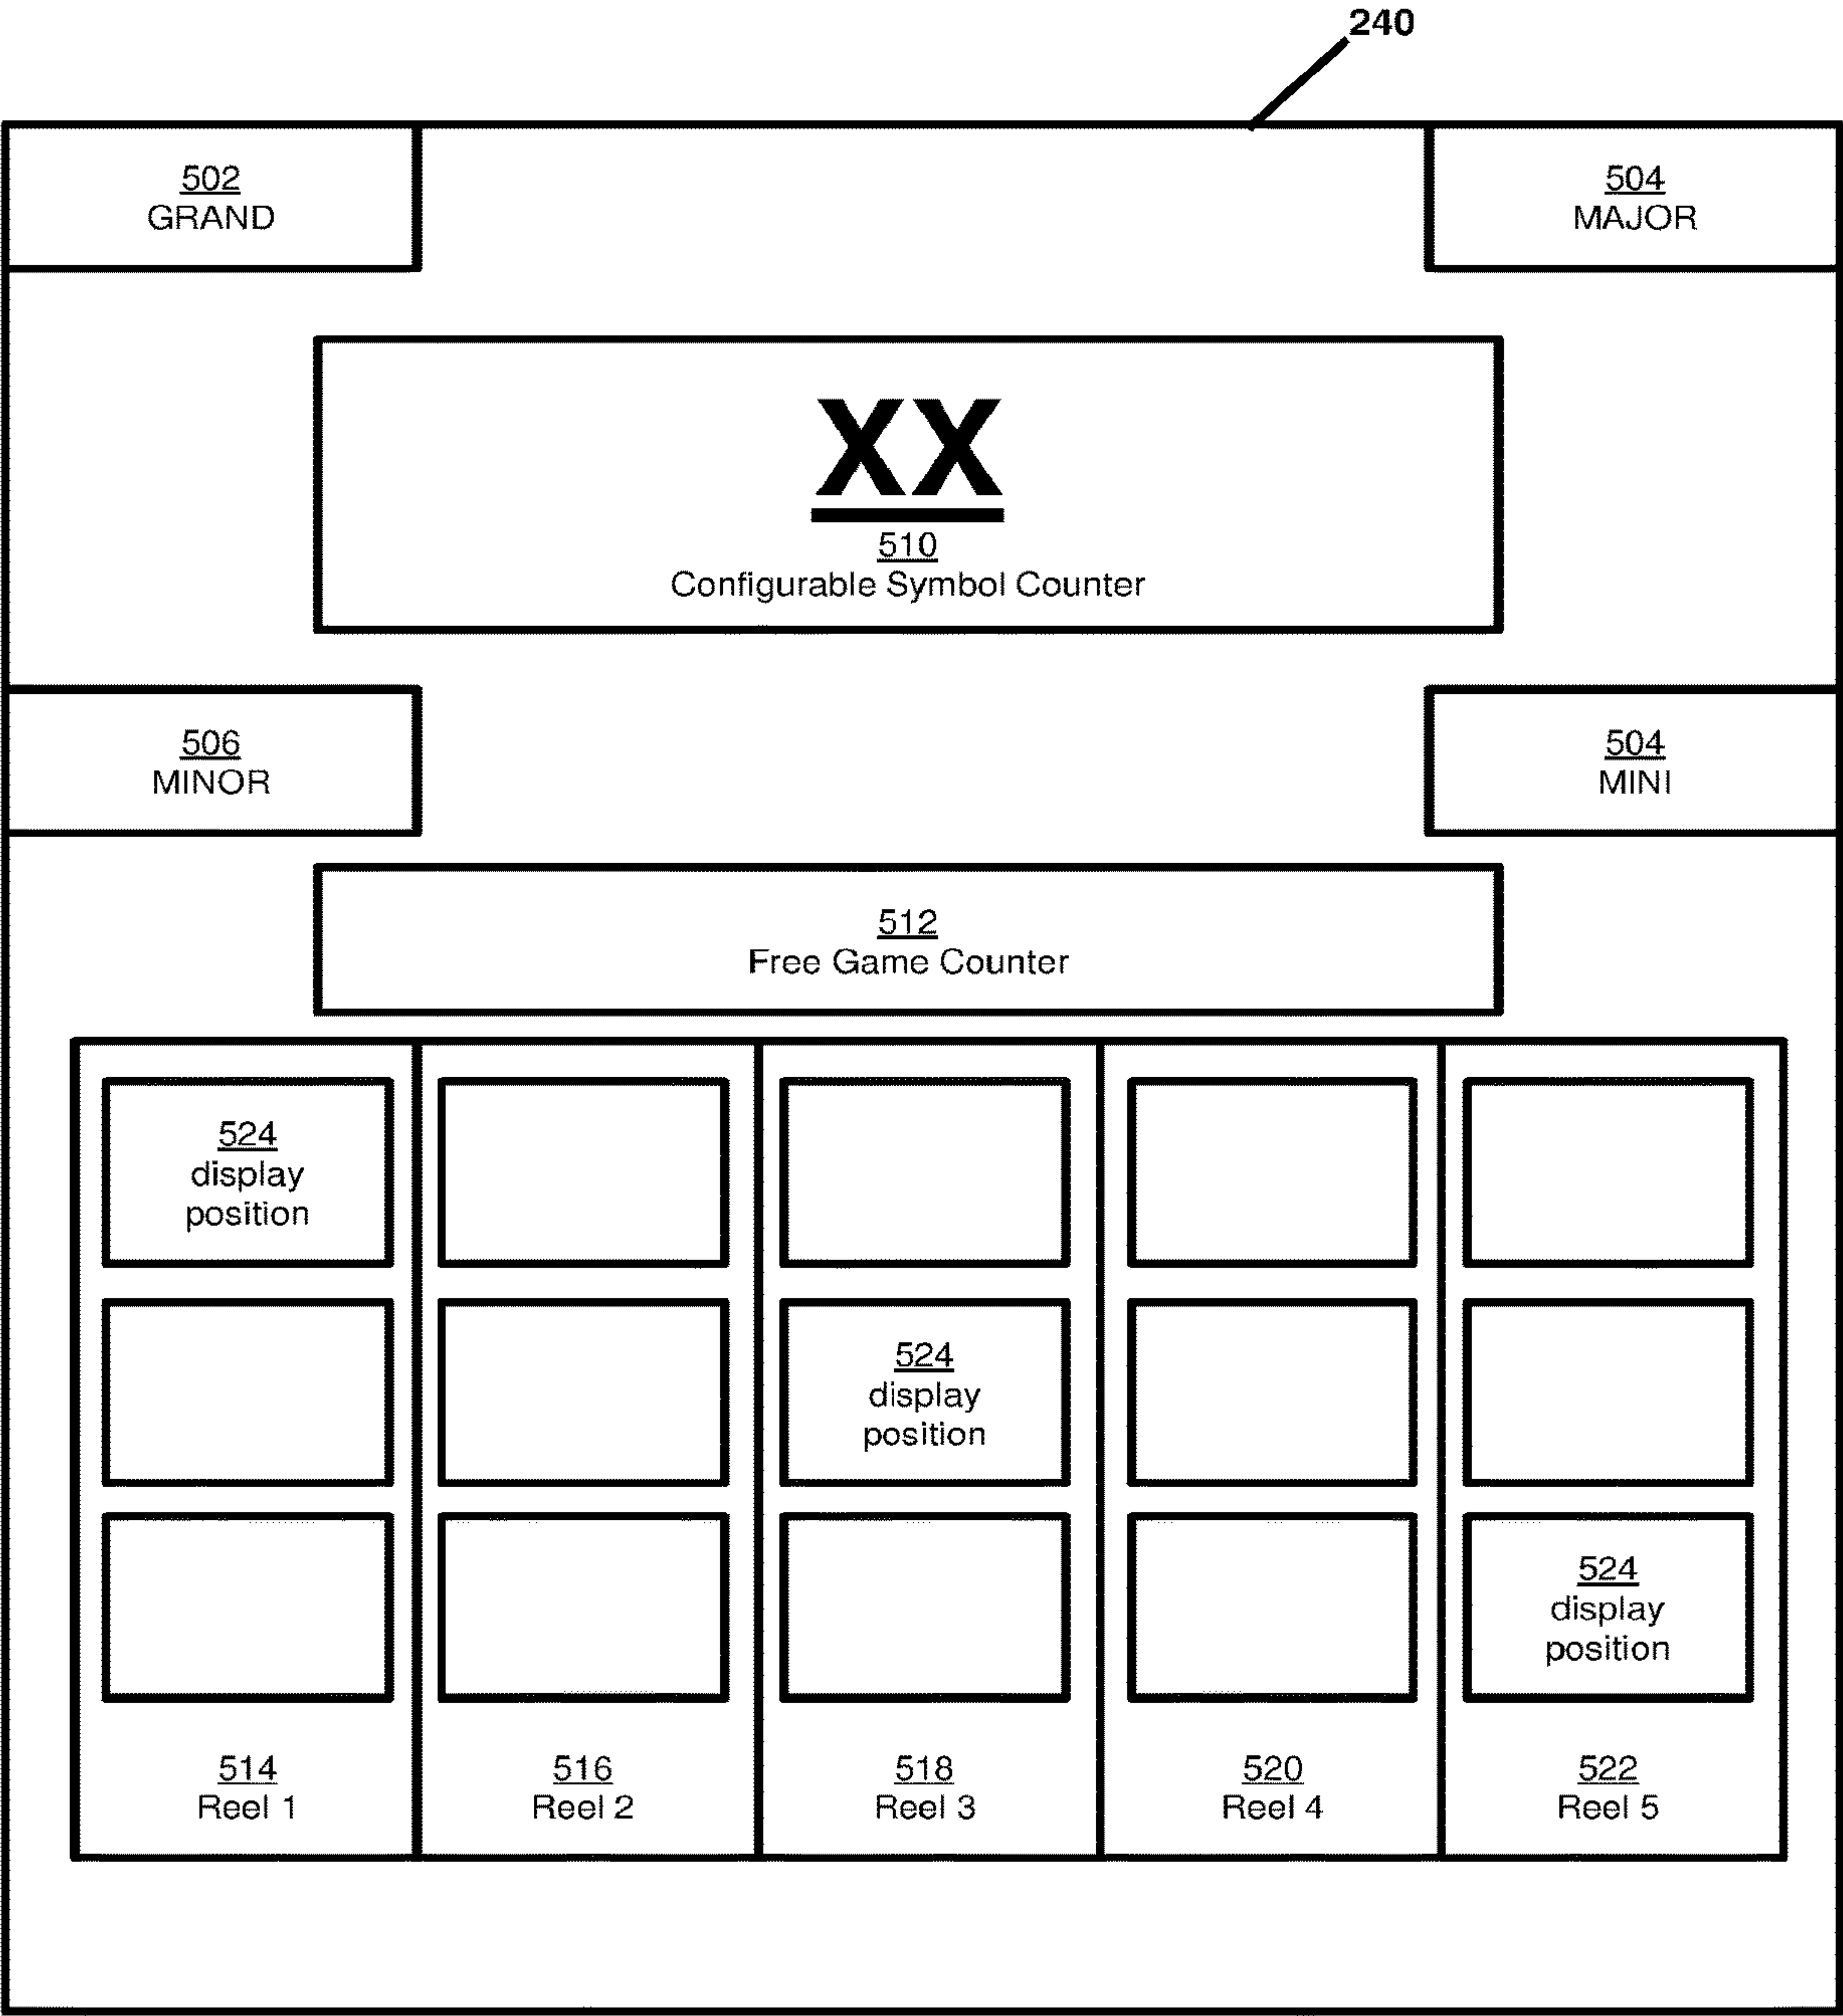 240
502
GRAND
504
MAJOR
XX
510
Configurable Symbol Counter
506
MINOR
504
MINI
512
Free Game Counter
524
display
position
524
display
position
524
display
position
514
Reel 1
516
Reel 2
518
Reel 3
520
Reel 4
522
Reel 5